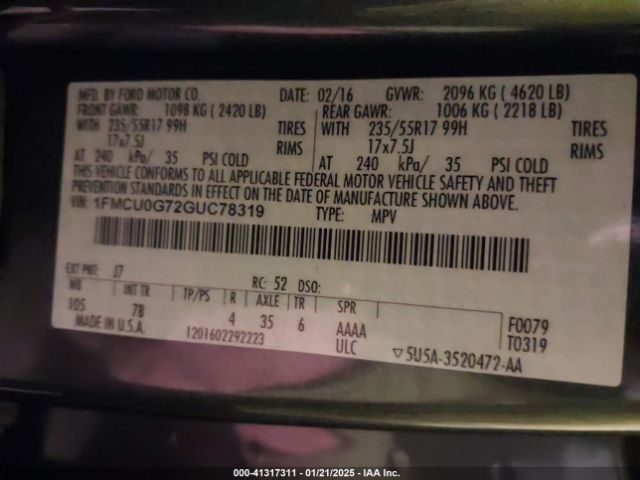 MFD. BY FORD MOTOR CO. DATE: 02/16 GVWR: 2096 KG ( 4620 LB)
FRONT GAWR: 1098 KG ( 2420 LB) REAR GAWR: 1006 KG ( 2218 LB)
WITH 235/55R17 99H TIRES WITH 235/55R17 99H TIRES
17x7.5J RIMS 17x7.5J RIMS
AT 240 kPa/ 35 PSI COLD AT 240 kPa/ 35 PSI COLD
THIS VEHICLE CONFORMS TO ALL APPLICABLE FEDERAL MOTOR VEHICLE SAFETY AND THEFT
PREVENTION STANDARDS IN EFFECT ON THE DATE OF MANUFACTURE SHOWN ABOVE.
VIN: 1FMCU0G72GUC78319 TYPE: MPV
EXT PNT: J7 RC: 52 DSO:
WB INT TR TP/PS R AXLE TR SPR
105 7B 4 35 6 AAAA F0079
MADE IN U.S.A. 1201602292223 ULC T0319
▽5U5A-3520472-AA
000-41317311 — 01/21/2025 — IAA Inc.